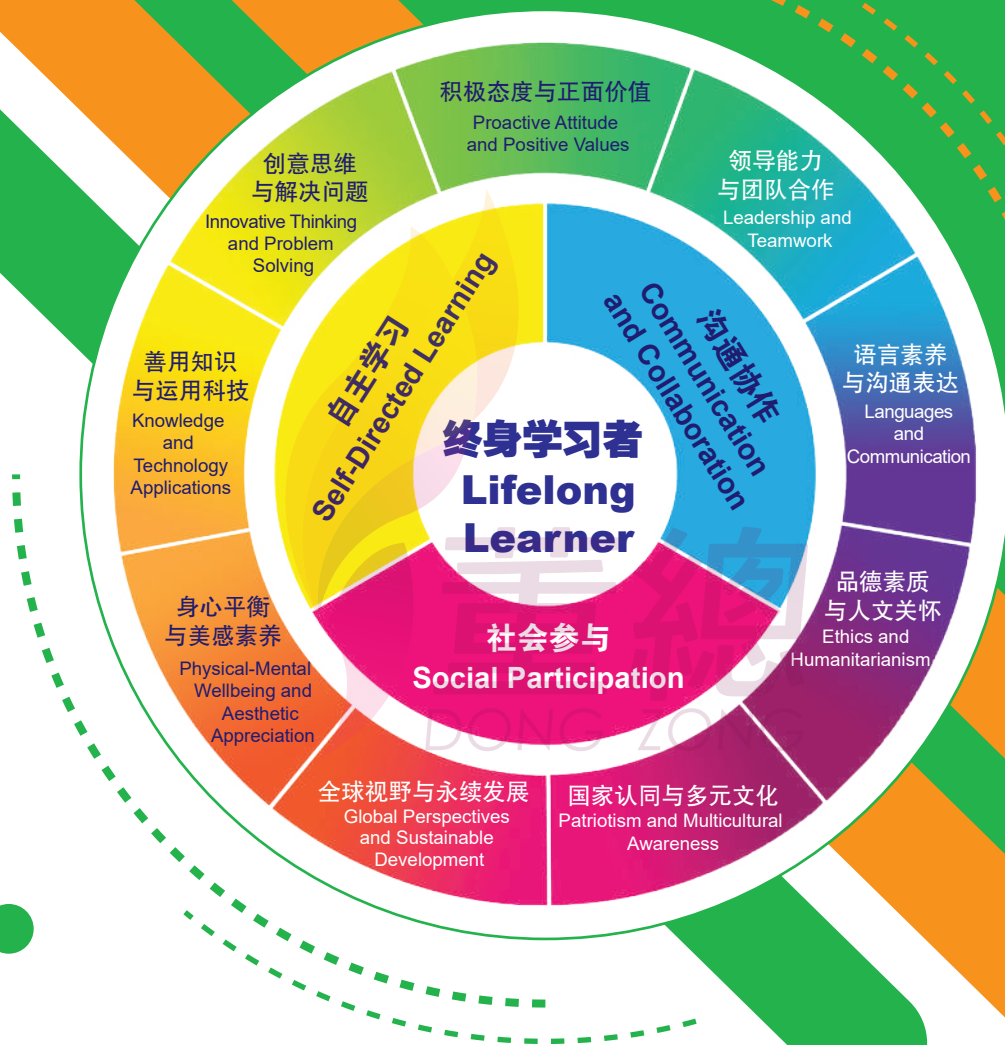 积极态度与正面价值
Proactive Attitude
and Positive Values
领导能力
与团队合作
Leadership and
Teamwork
语言素养
与沟通表达
Languages
and
Communication
品德素质
与人文关怀
Ethics and
Humanitarianism
国家认同与多元文化
Patriotism and Multicultural
Awareness
全球视野与永续发展
Global Perspectives
and Sustainable
Development
身心平衡
与美感素养
Physical-Mental
Wellbeing and
Aesthetic
Appreciation
善用知识
与运用科技
Knowledge
and
Technology
Applications
创意思维
与解决问题
Innovative Thinking
and Problem
Solving
自主学习
Self-Directed Learning
沟通协作
Communication
and Collaboration
社会参与
Social Participation
终身学习者
Lifelong
Learner
董總
DONG ZONG